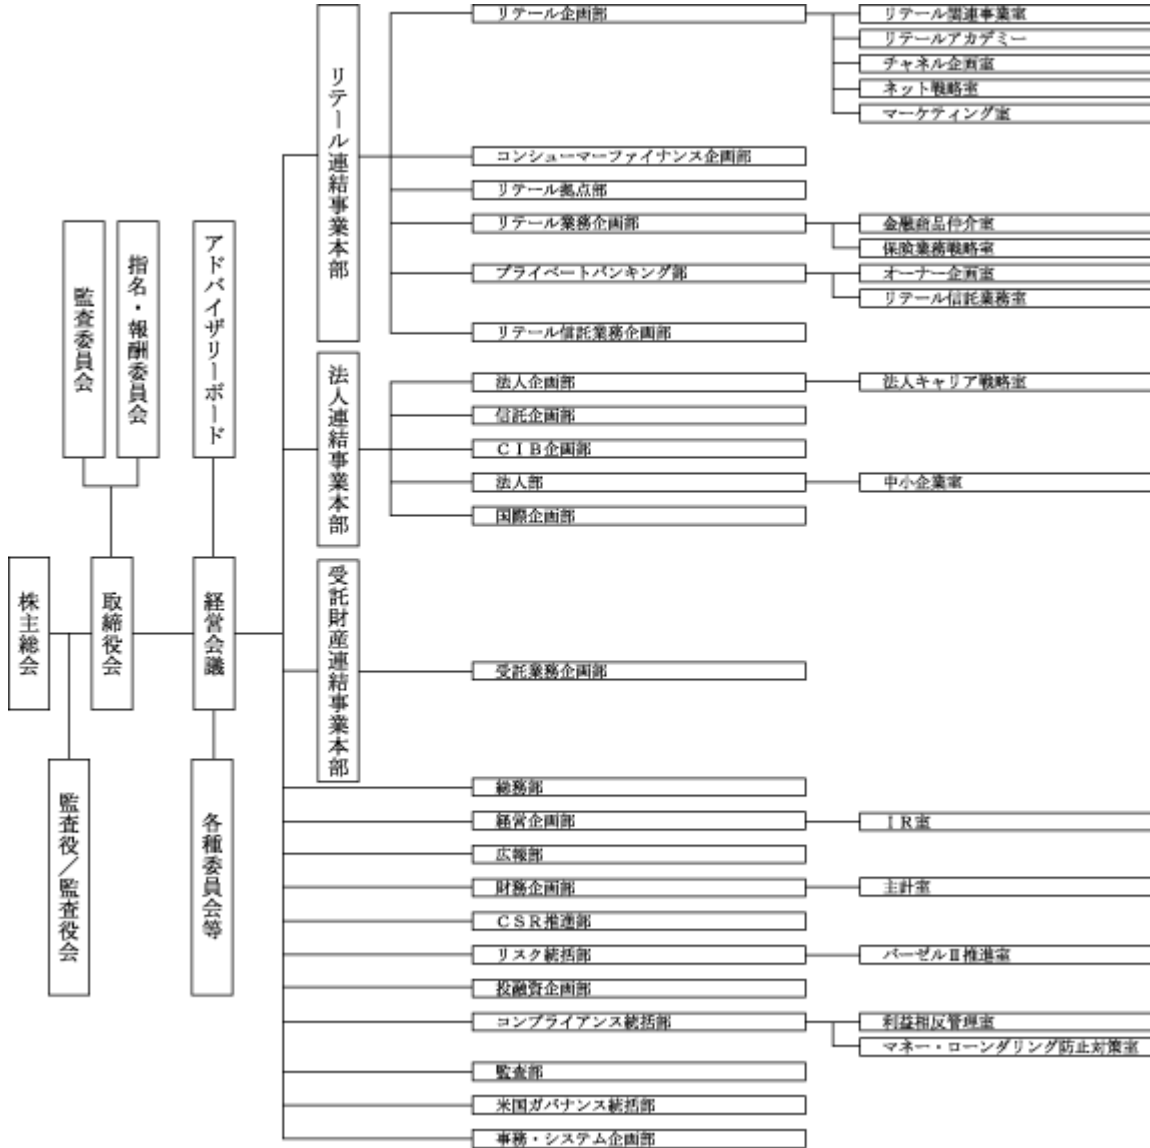 株主総会
監査役／監査役会
取締役会
監査委員会
指名・報酬委員会
経営会議
アドバイザリーボード
各種委員会等
リテール連結事業本部
リテール企画部
リテール関連事業室
リテールアカデミー
チャネル企画室
ネット戦略室
マーケティング室
コンシューマーファイナンス企画部
リテール拠点部
リテール業務企画部
金融商品仲介室
保険業務戦略室
プライベートバンキング部
オーナー企画室
リテール信託業務室
リテール信託業務企画部
法人連結事業本部
法人企画部
法人キャリア戦略室
信託企画部
ＣＩＢ企画部
法人部
中小企業室
国際企画部
受託財産連結事業本部
受託業務企画部
総務部
経営企画部
ＩＲ室
広報部
財務企画部
主計室
ＣＳＲ推進部
リスク統括部
バーゼルⅡ推進室
投融資企画部
コンプライアンス統括部
利益相反管理室
マネー・ローンダリング防止対策室
監査部
米国ガバナンス統括部
事務・システム企画部